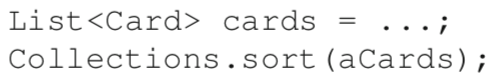 List<Card> cards = ...;
Collections.sort(aCards);